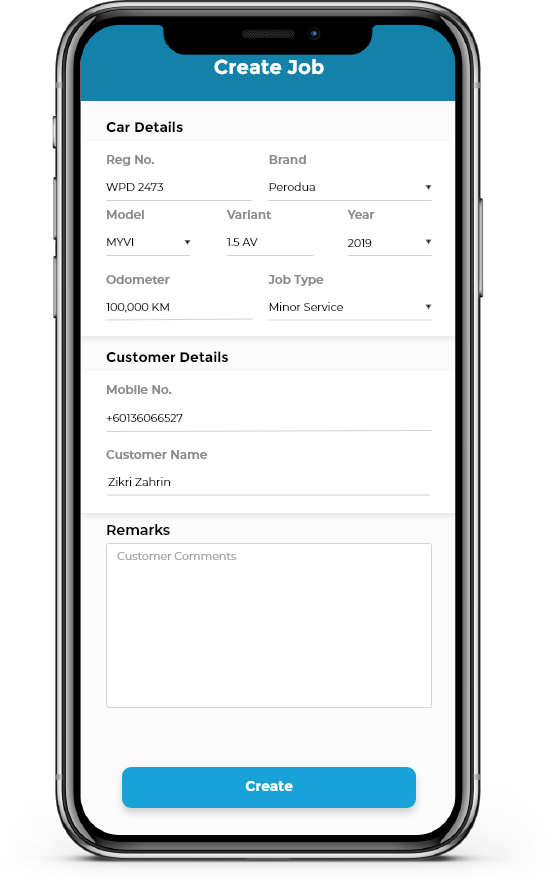 Create Job
Car Details
Reg No. Brand
WPD 2473 Perodua
Model Variant Year
MYVI 1.5 AV 2019
Odometer Job Type
100,000 KM Minor Service
Customer Details
Mobile No.
+60136066527
Customer Name
Zikri Zahrin
Remarks
Customer Comments
Create